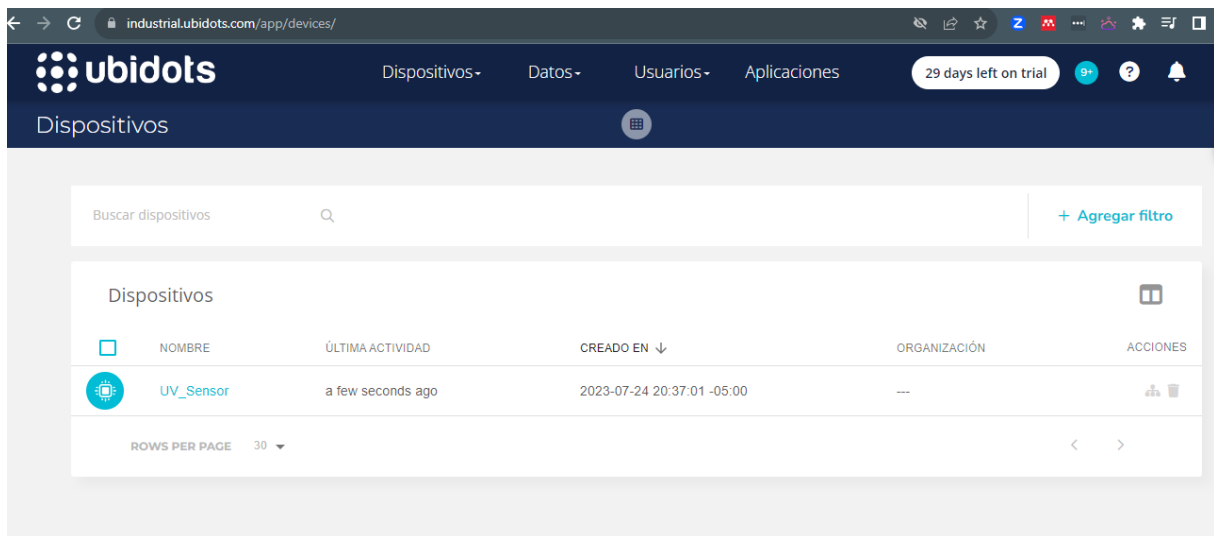 industrial.ubidots.com/app/devices/
ubidots Dispositivos Datos Usuarios Aplicaciones 29 days left on trial 9+ ?
Dispositivos
Buscar dispositivos + Agregar filtro
Dispositivos
NOMBRE ÚLTIMA ACTIVIDAD CREADO EN ACCIONES ORGANIZACIÓN
UV_Sensor a few seconds ago 2023-07-24 20:37:01 -05:00 ---
ROWS PER PAGE 30